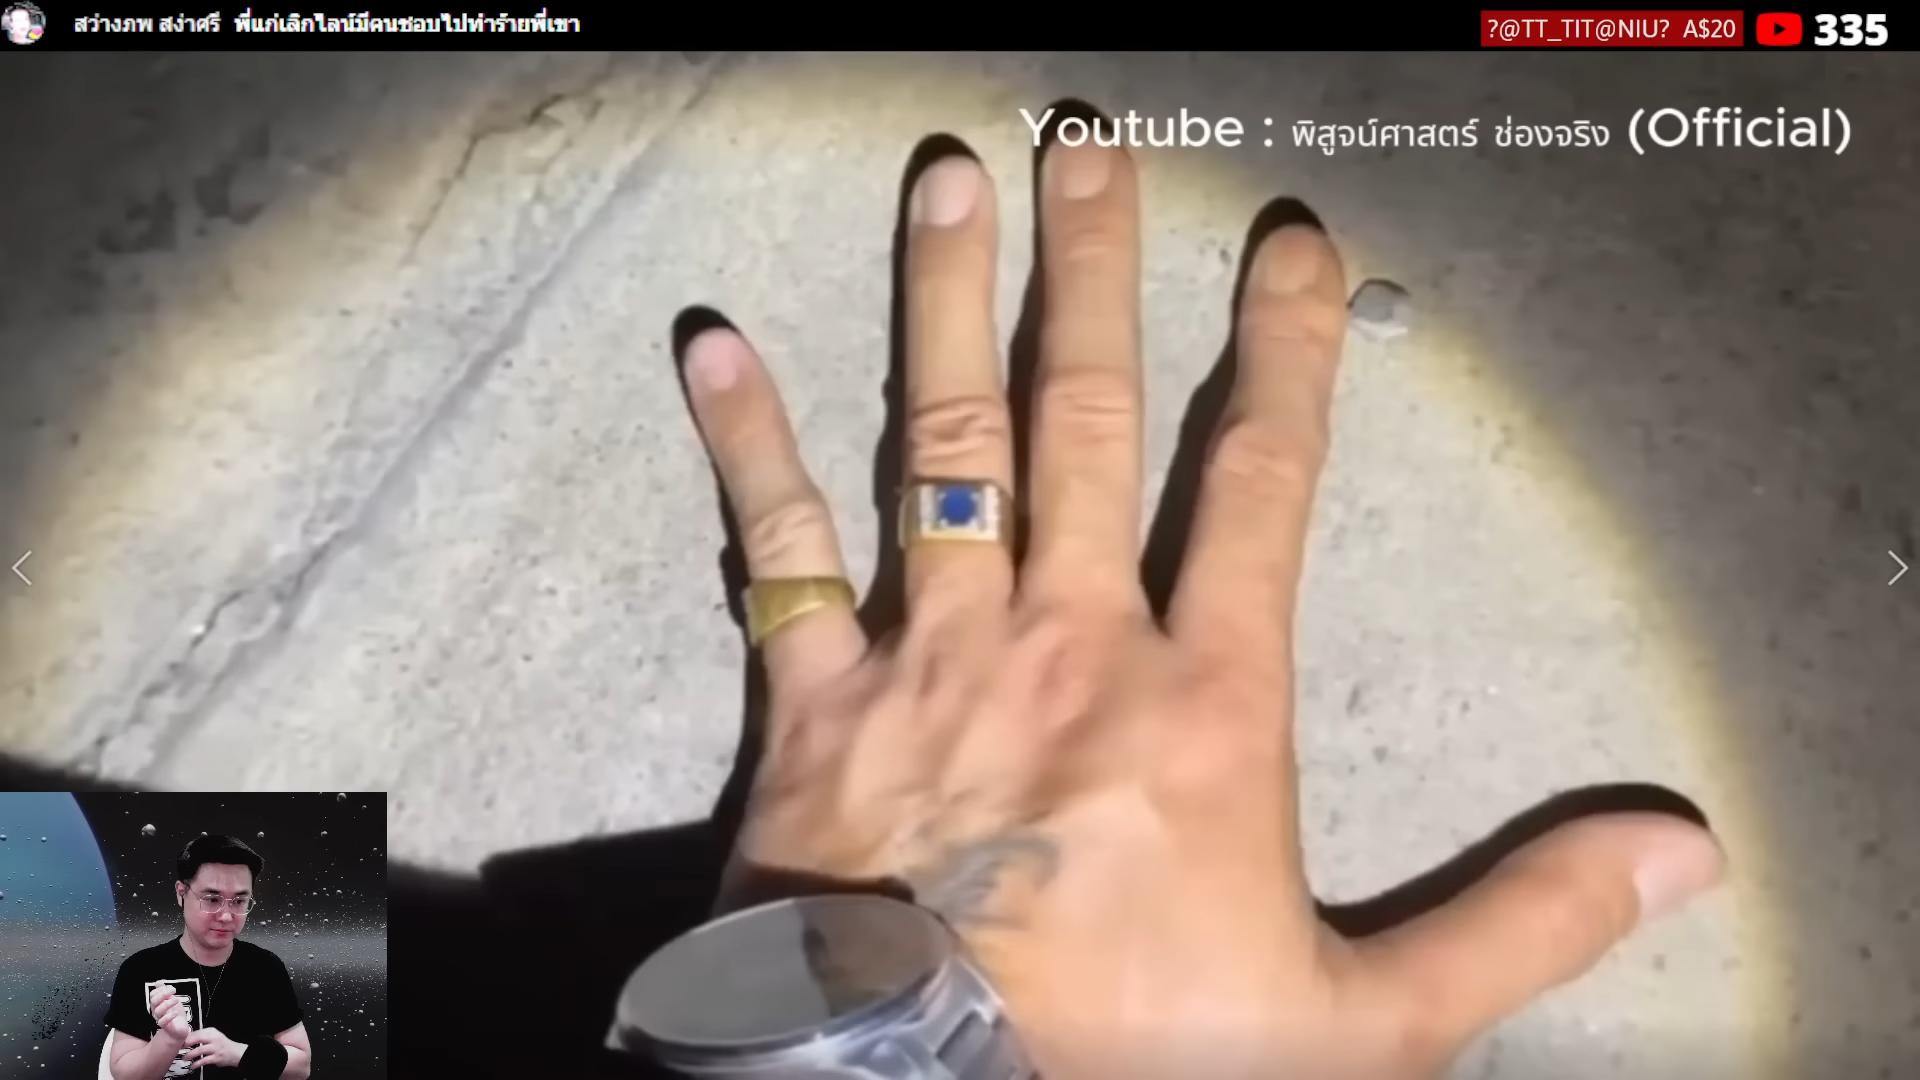 สว่างภพ สง่าศรี พี่แก่เลิกไลน์มีคนชอบไปทำร้ายพี่เขา
?@TT_TIT@NIU? A$20
335
Youtube : พิสูจน์ศาสตร์ ช่องจริง (Official)